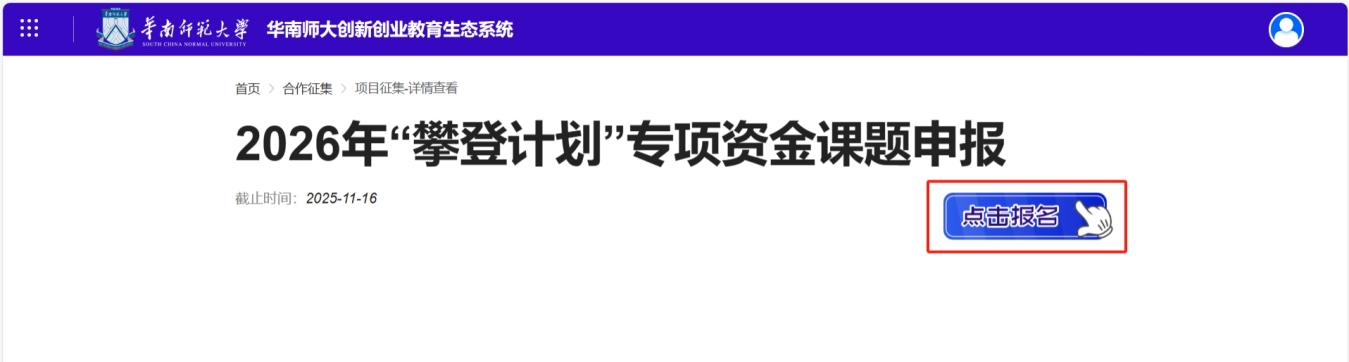 華南师范大学
SOUTH CHINA NORMAL UNIVERSITY
华南师大创新创业教育生态系统
首页 > 合作征集 > 项目征集-详情查看
2026年“攀登计划”专项资金课题申报
截止时间： 2025-11-16
点击报名